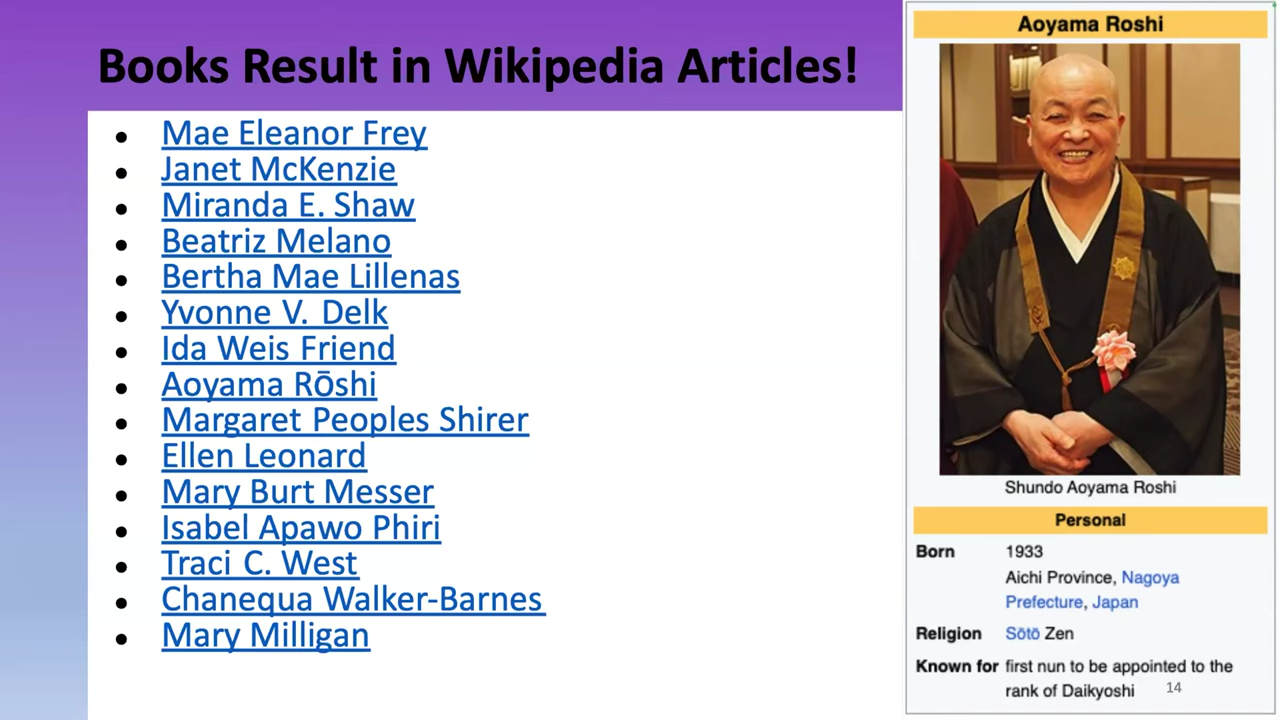 Books Result in Wikipedia Articles!
Mae Eleanor Frey
Janet McKenzie
Miranda E. Shaw
Beatriz Melano
Bertha Mae Lillenas
Yvonne V. Delk
Ida Weis Friend
Aoyama Rōshi
Margaret Peoples Shirer
Ellen Leonard
Mary Burt Messer
Isabel Apawo Phiri
Traci C. West
Chanequa Walker-Barnes
Mary Milligan
Aoyama Roshi
Shundo Aoyama Roshi
Personal
Born 1933
Aichi Province, Nagoya
Prefecture, Japan
Religion Sōtō Zen
Known for first nun to be appointed to the
rank of Daikyoshi
14